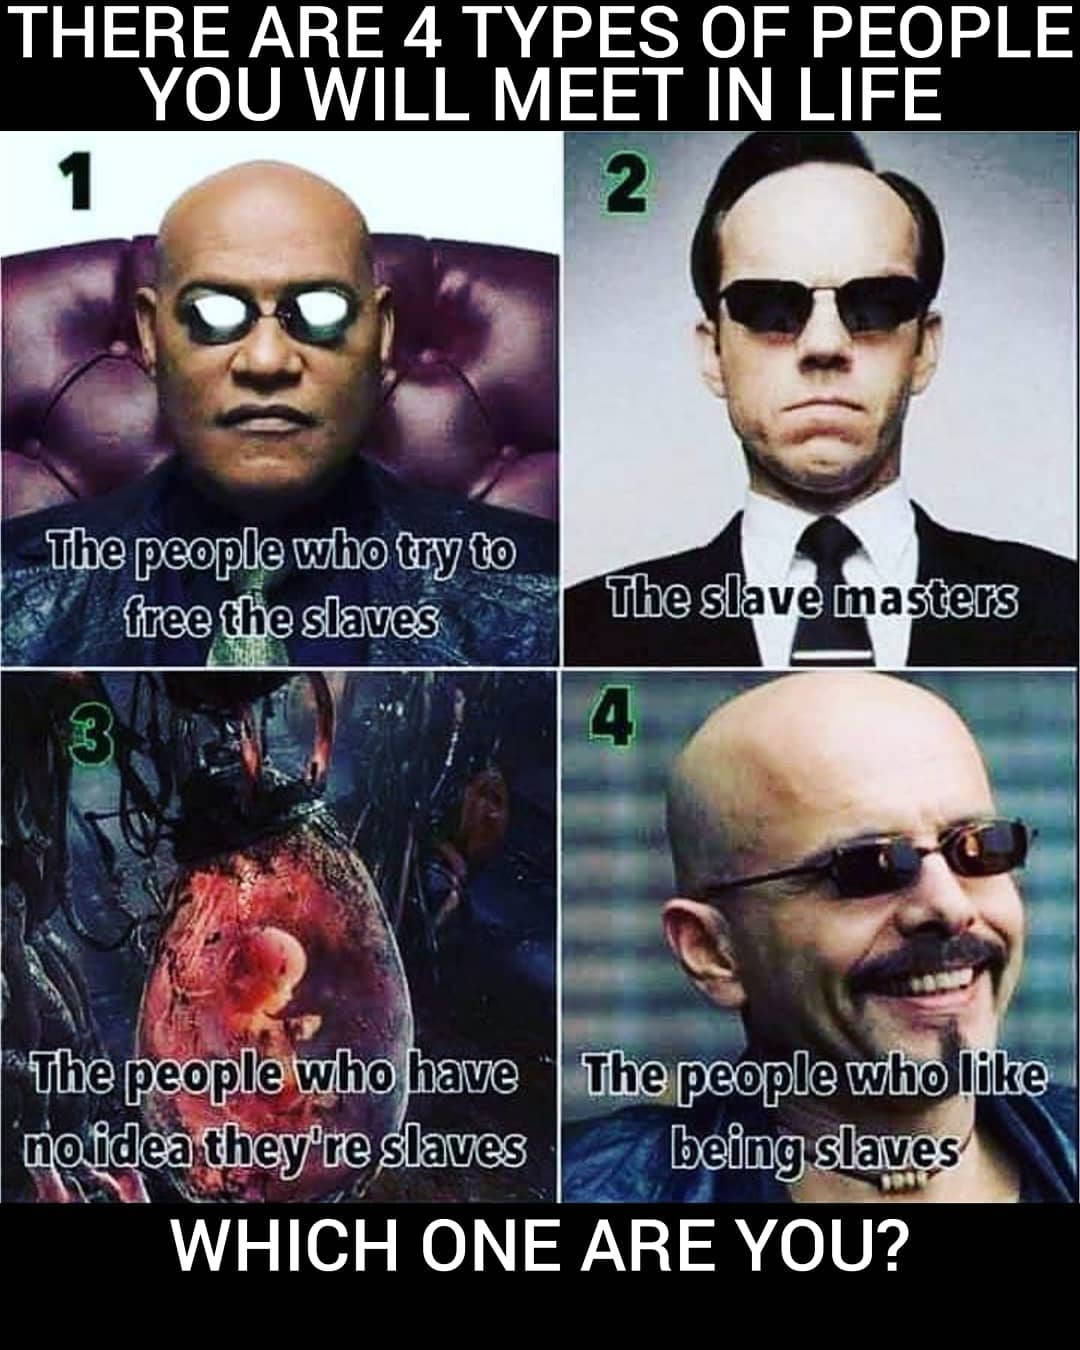 THERE ARE 4 TYPES OF PEOPLE
YOU WILL MEET IN LIFE
1
2
The people who try to
free the slaves
The slave masters
3
4
The people who have
no idea they're slaves
The people who like
being slaves
WHICH ONE ARE YOU?